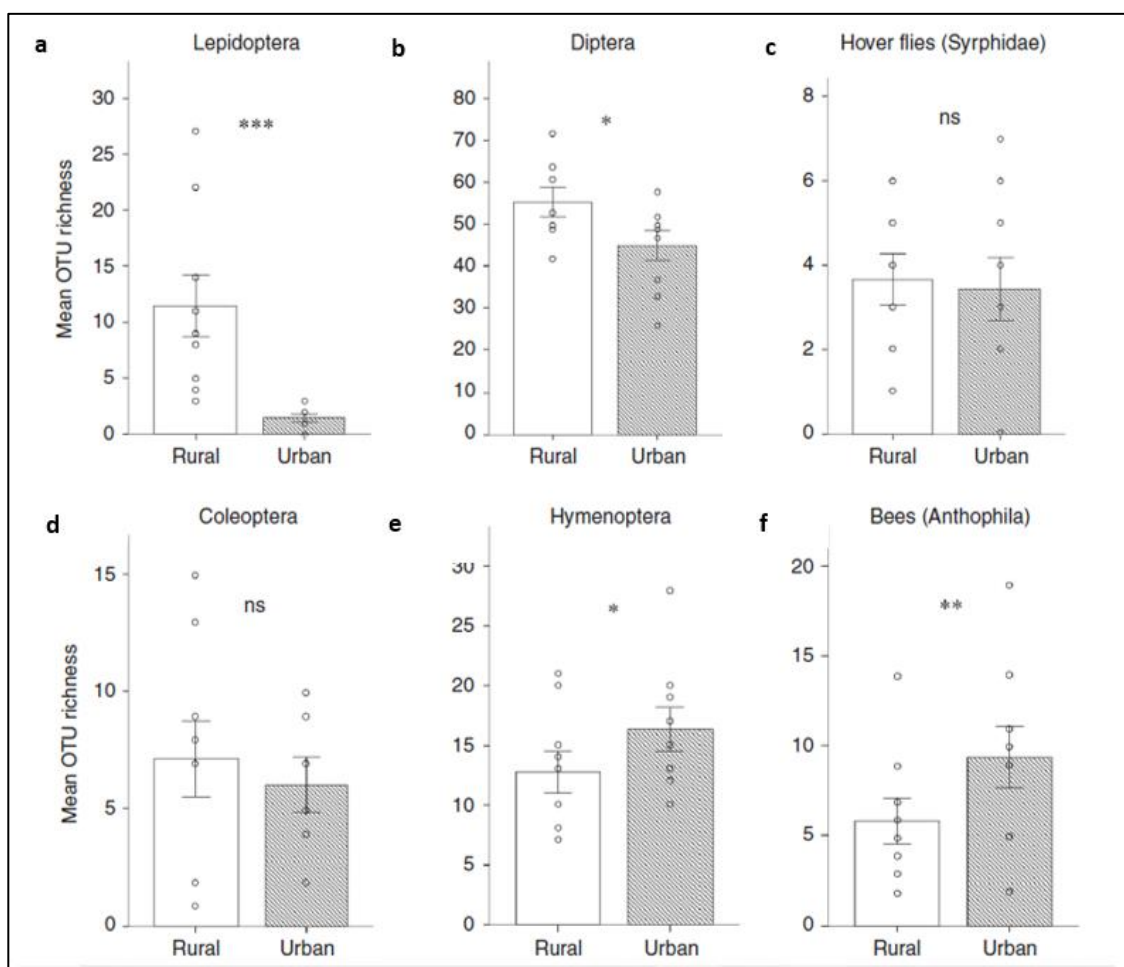 a
Lepidoptera
Mean OTU richness
30
25
20
15
10
5
0
***
Rural
Urban
b
Diptera
80
70
60
50
40
30
20
10
0
*
Rural
Urban
c
Hover flies (Syrphidae)
8
6
4
2
0
ns
Rural
Urban
d
Coleoptera
Mean OTU richness
15
10
5
0
ns
Rural
Urban
e
Hymenoptera
30
25
20
15
10
5
0
*
Rural
Urban
f
Bees (Anthophila)
20
15
10
5
0
**
Rural
Urban